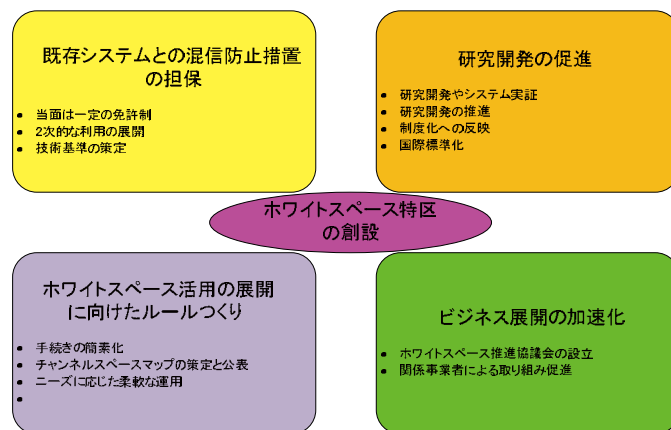 既存システムとの混信防止措置
の担保
• 当面は一定の免許制
• 2次的な利用の展開
• 技術基準の策定
研究開発の促進
• 研究開発やシステム実証
• 研究開発の推進
• 制度化への反映
• 国際標準化
ホワイトスペース特区
の創設
ホワイトスペース活用の展開
に向けたルールつくり
• 手続きの簡素化
• チャンネルスペースマップの策定と公表
• ニーズに応じた柔軟な運用
•
ビジネス展開の加速化
• ホワイトスペース推進協議会の設立
• 関係事業者による取り組み促進